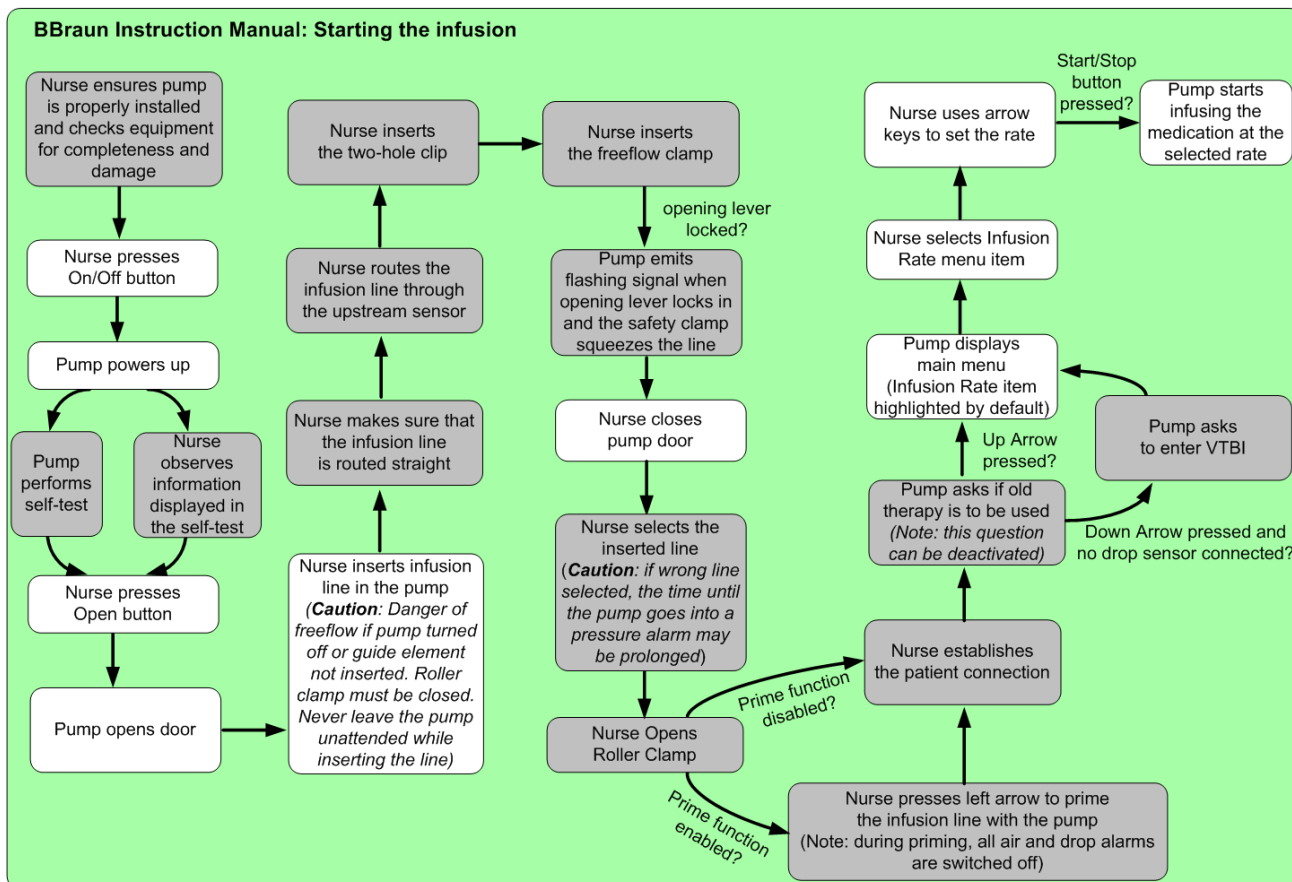 BBraun Instruction Manual: Starting the infusion
Nurse ensures pump
is properly installed
and checks equipment
for completeness and
damage
Nurse presses
On/Off button
Pump powers up
Pump
performs
self-test
Nurse
observes
information
displayed in
the self-test
Nurse presses
Open button
Pump opens door
Nurse inserts infusion
line in the pump
(Caution: Danger of
freeflow if pump turned
off or guide element
not inserted. Roller
clamp must be closed.
Never leave the pump
unattended while
inserting the line)
Nurse makes sure that
the infusion line
is routed straight
Nurse routes the
infusion line through
the upstream sensor
Nurse inserts
the two-hole clip
Nurse inserts
the freeflow clamp
opening lever
locked?
Pump emits
flashing signal when
opening lever locks in
and the safety clamp
squeezes the line
Nurse closes
pump door
Nurse selects the
inserted line
(Caution: if wrong line
selected, the time until
the pump goes into a
pressure alarm may
be prolonged)
Nurse Opens
Roller Clamp
Prime function
disabled?
Prime function
enabled?
Nurse presses left arrow to prime
the infusion line with the pump
(Note: during priming, all air and drop alarms
are switched off)
Nurse establishes
the patient connection
Pump asks if old
therapy is to be used
(Note: this question
can be deactivated)
Down Arrow pressed and
no drop sensor connected?
Pump asks
to enter VTBI
Up Arrow
pressed?
Pump displays
main menu
(Infusion Rate item
highlighted by default)
Nurse selects Infusion
Rate menu item
Nurse uses arrow
keys to set the rate
Start/Stop
button
pressed?
Pump starts
infusing the
medication at the
selected rate